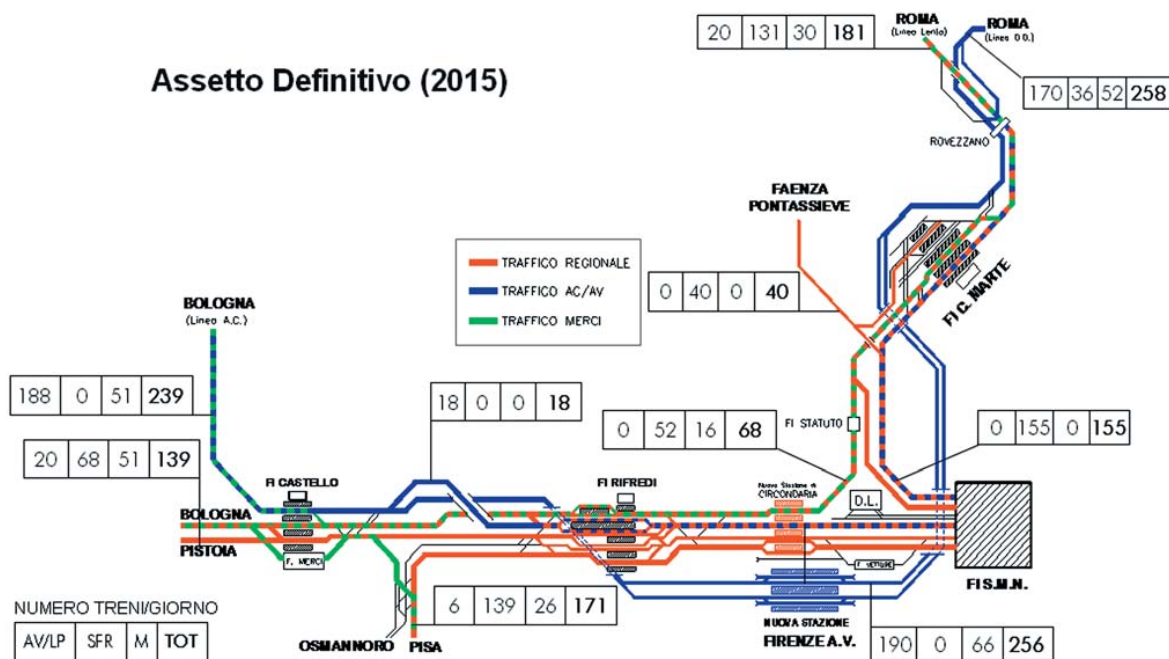 Assetto Definitivo (2015)
20 131 30 181
ROMA
(Linea Lenta)
ROMA
(Linea D.D.)
170 36 52 258
ROVEZZANO
FAENZA
PONTASSIEVE
TRAFFICO REGIONALE
TRAFFICO AC/AV
TRAFFICO MERCI
0 40 0 40
FI C. MARTE
BOLOGNA
(Linea A.C.)
188 0 51 239
18 0 0 18
0 52 16 68
FI STATUTO
0 155 0 155
20 68 51 139
FI CASTELLO
FI RIFREDI
Nuova Stazione di
CIRCONDARIA
D.L.
BOLOGNA
PISTOIA
F. MERCI
F. VETTURE
FI S.M.N.
NUMERO TRENI/GIORNO
AV/LP SFR M TOT
6 139 26 171
OSMANNORO
PISA
NUOVA STAZIONE
FIRENZE A.V.
190 0 66 256